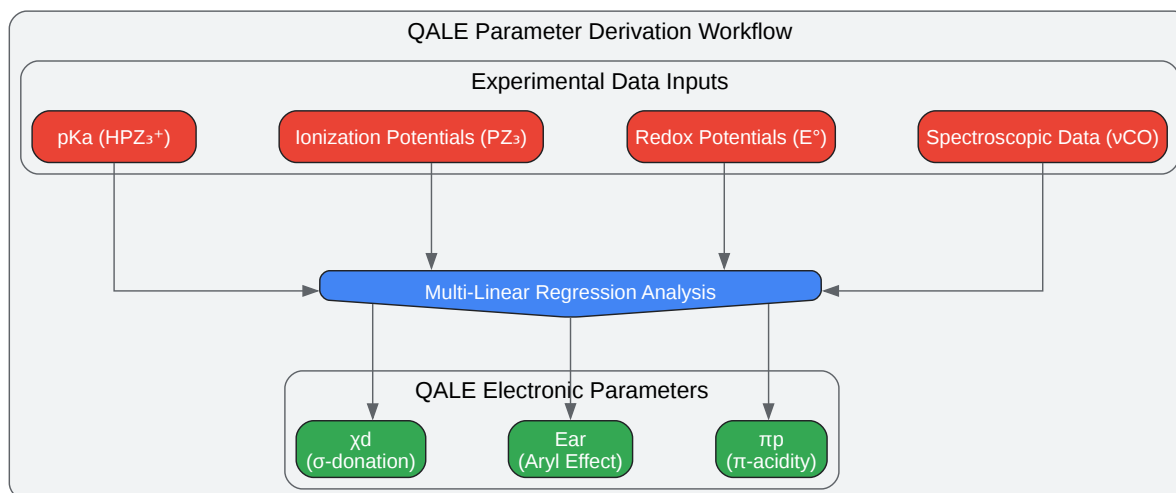 QALE Parameter Derivation Workflow
Experimental Data Inputs
pKa (HPZ₃⁺)
Ionization Potentials (PZ₃)
Redox Potentials (E°)
Spectroscopic Data (νCO)
Multi-Linear Regression Analysis
QALE Electronic Parameters
χd
(σ-donation)
Ear
(Aryl Effect)
πp
(π-acidity)